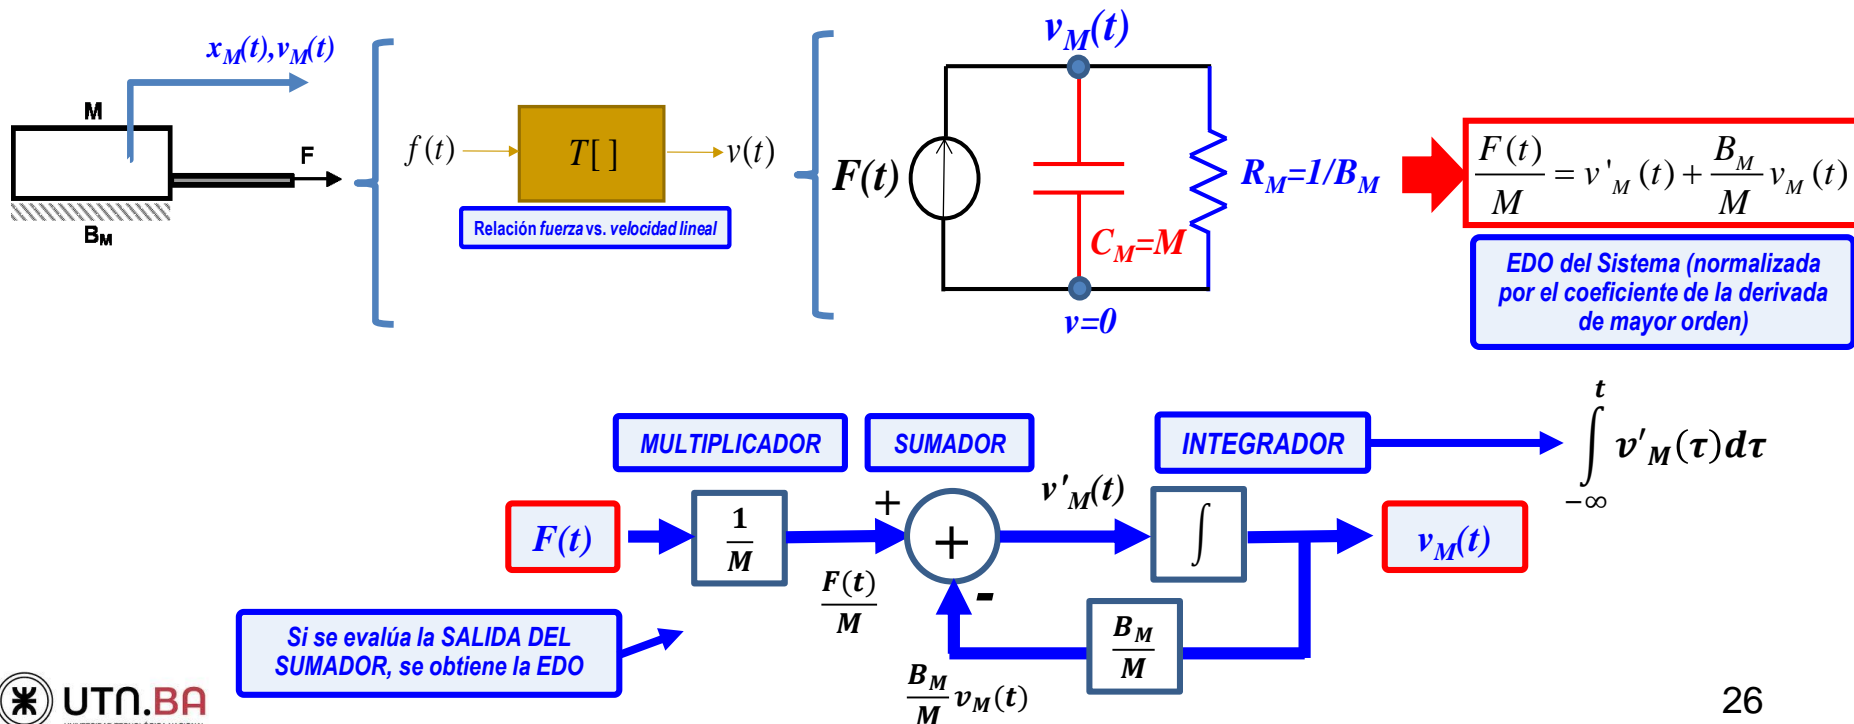 x_M(t),v_M(t)
M
F
B_M
f(t)
T[ ]
v(t)
Relación fuerza vs. velocidad lineal
v_M(t)
F(t)
R_M=1/B_M
C_M=M
v=0
F(t)/M = v'_M(t) + B_M/M v_M(t)
EDO del Sistema (normalizada
por el coeficiente de la derivada
de mayor orden)
MULTIPLICADOR
SUMADOR
INTEGRADOR
∫_{-∞}^{t} v'_M(τ)dτ
F(t)
1/M
+
+
v'_M(t)
∫
v_M(t)
F(t)/M
-
B_M/M
B_M/M v_M(t)
Si se evalúa la SALIDA DEL
SUMADOR, se obtiene la EDO
UTN.BA
26